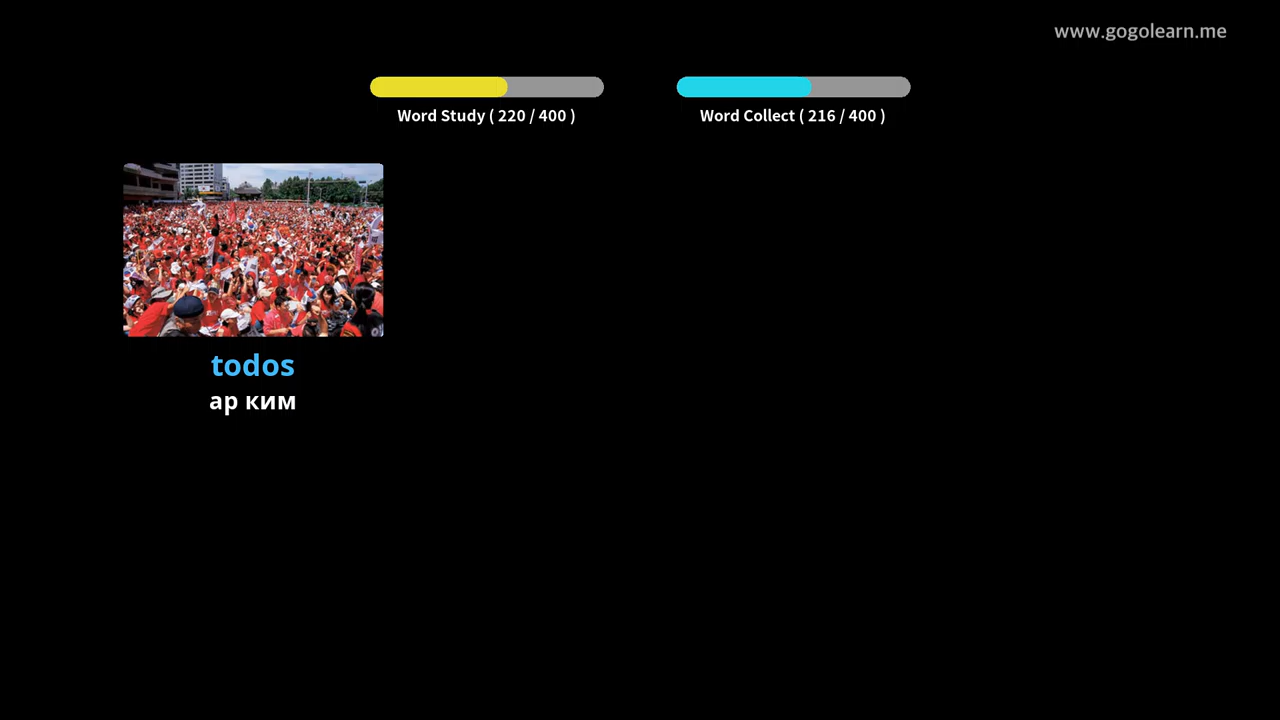 www.gogolearn.me
Word Study ( 220 / 400 )
Word Collect ( 216 / 400 )
todos
ар ким